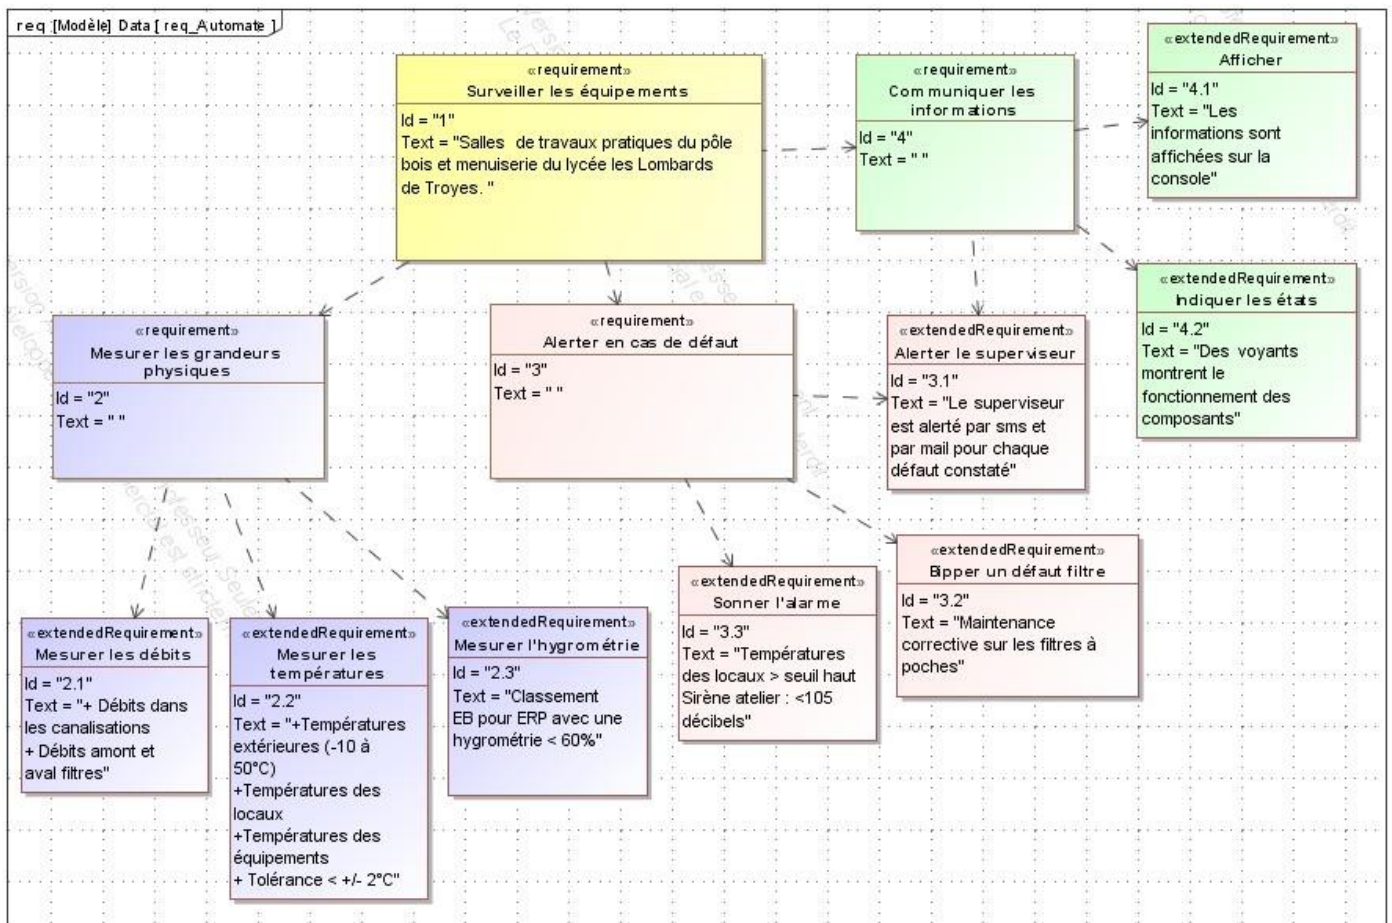 req [Modèle] Data [ req_Automate ]
«requirement»
Surveiller les équipements
Id = "1"
Text = "Salles de travaux pratiques du pôle
bois et menuiserie du lycée les Lombards
de Troyes. "
«requirement»
Communiquer les
informations
Id = "4"
Text = " "
«extendedRequirement»
Afficher
Id = "4.1"
Text = "Les
informations sont
affichées sur la
console"
«extendedRequirement»
Indiquer les états
Id = "4.2"
Text = "Des voyants
montrent le
fonctionnement des
composants"
«requirement»
Mesurer les grandeurs
physiques
Id = "2"
Text = " "
«requirement»
Alerter en cas de défaut
Id = "3"
Text = " "
«extendedRequirement»
Alerter le superviseur
Id = "3.1"
Text = "Le superviseur
est alerté par sms et
par mail pour chaque
défaut constaté"
«extendedRequirement»
Mesurer les débits
Id = "2.1"
Text = "+ Débits dans
les canalisations
+ Débits amont et
aval filtres"
«extendedRequirement»
Mesurer les
températures
Id = "2.2"
Text = "+Températures
extérieures (-10 à
50°C)
+Températures des
locaux
+Températures des
équipements
+ Tolérance < +/- 2°C"
«extendedRequirement»
Mesurer l'hygrométrie
Id = "2.3"
Text = "Classement
EB pour ERP avec une
hygrométrie < 60%"
«extendedRequirement»
Sonner l'alarme
Id = "3.3"
Text = "Températures
des locaux > seuil haut
Sirène atelier : <105
décibels"
«extendedRequirement»
Bipper un défaut filtre
Id = "3.2"
Text = "Maintenance
corrective sur les filtres à
poches"